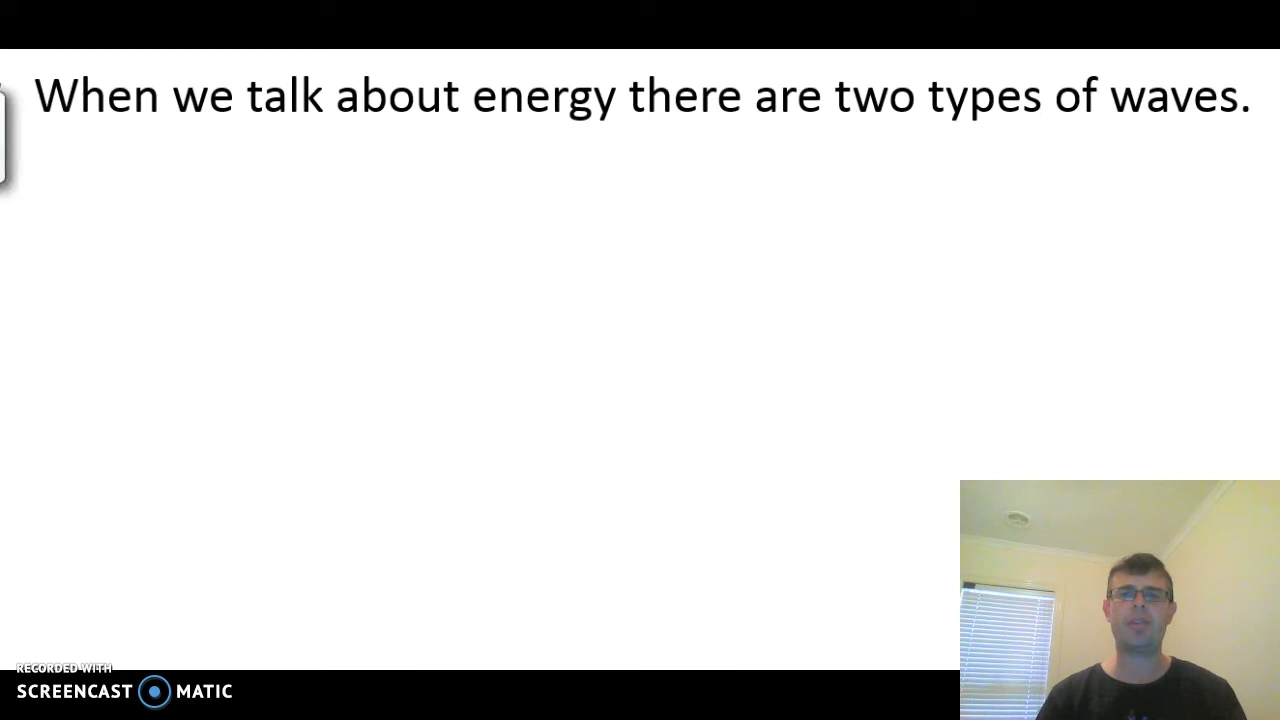 When we talk about energy there are two types of waves.
RECORDED WITH
SCREENCAST MATIC